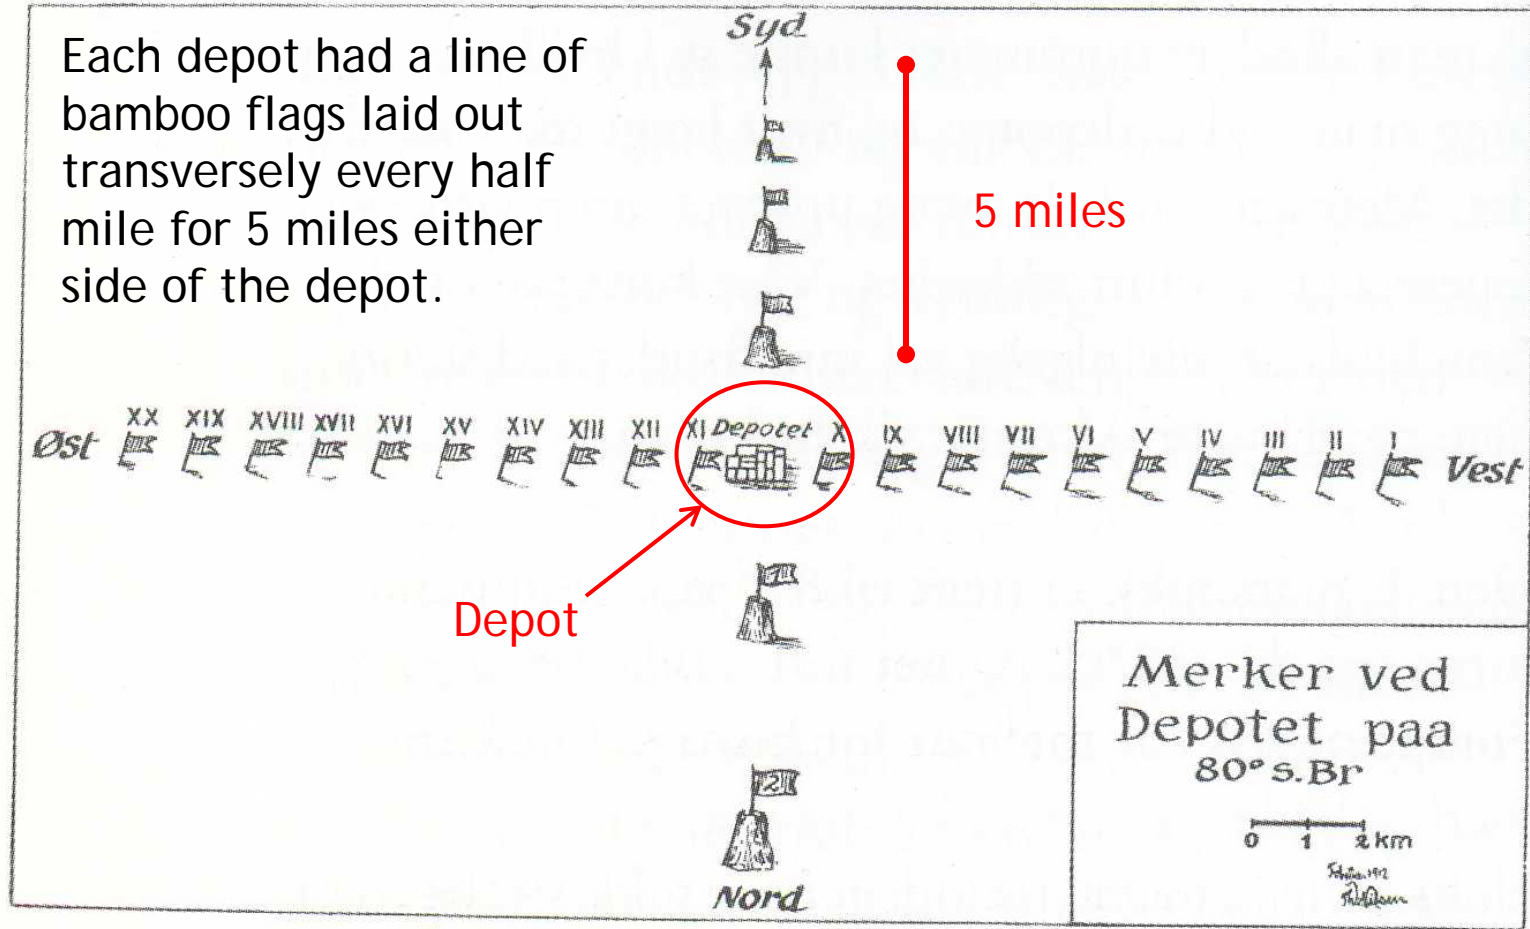 Syd
Each depot had a line of
bamboo flags laid out
transversely every half
mile for 5 miles either
side of the depot.
5 miles
XX XIX XVIII XVII XVI XV XIV XIII XII XI Depotet X IX VIII VII VI V IV III II I
Øst
Vest
1
Depot
2
Nord
Merker ved
Depotet paa
80° s.Br
0 1 2 km